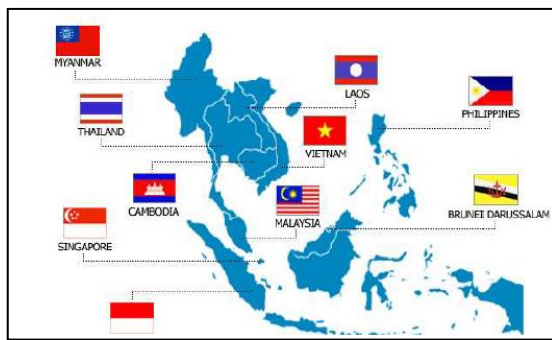 MYANMAR
LAOS
PHILIPPINES
THAILAND
VIETNAM
CAMBODIA
MALAYSIA
BRUNEI DARUSSALAM
SINGAPORE